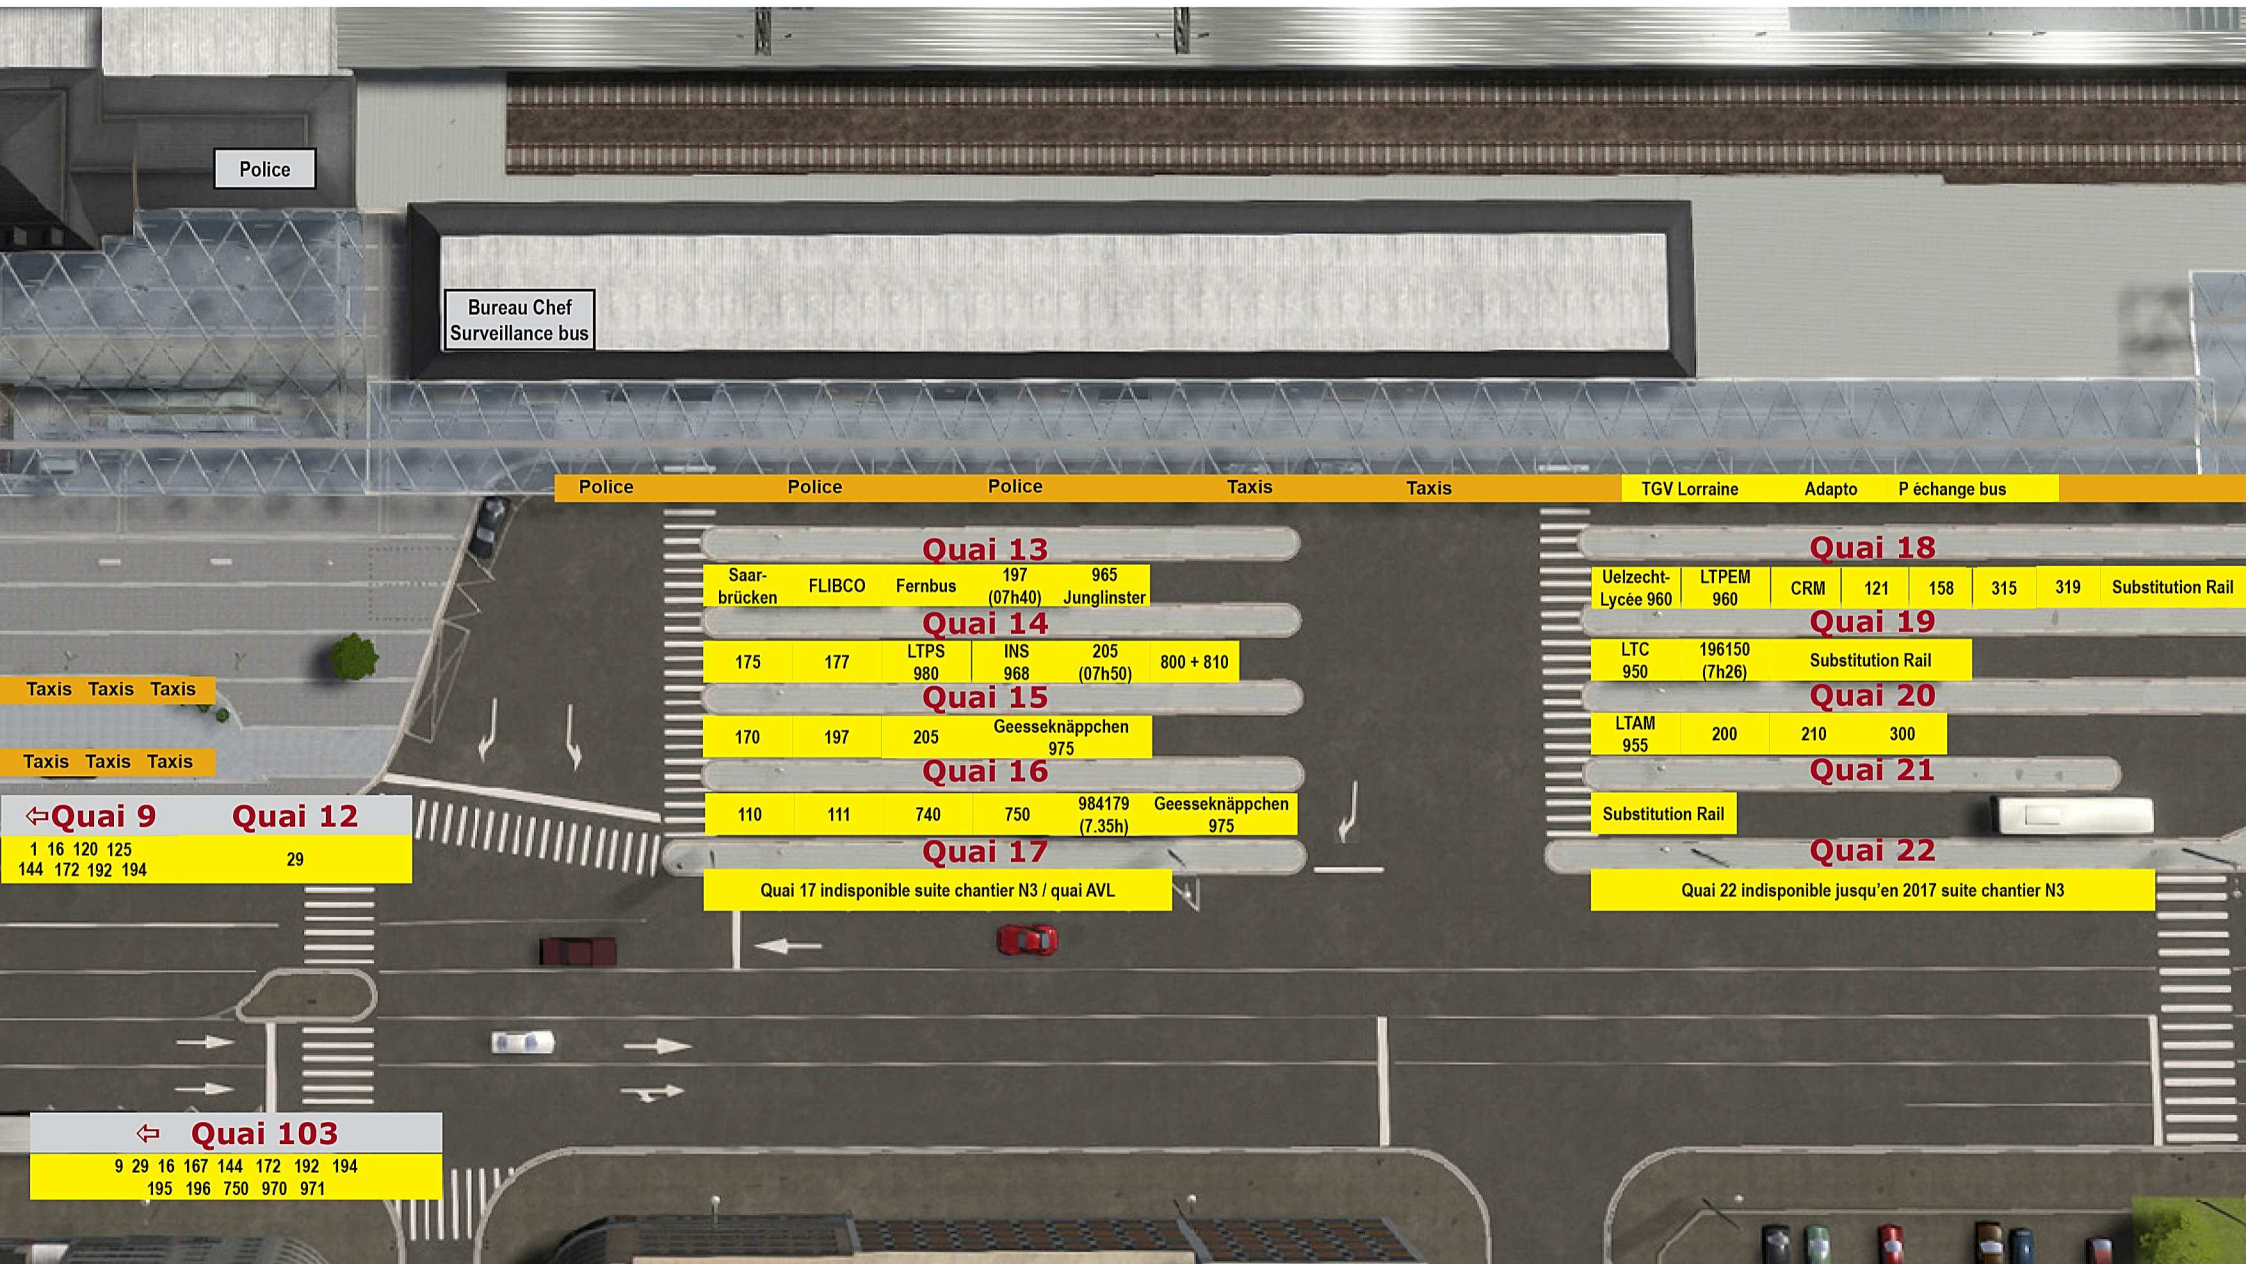 Police
Bureau Chef
Surveillance bus
Police Police Police Taxis Taxis TGV Lorraine Adapto P échange bus
Quai 13
Saar-
brücken
FLIBCO
Fernbus
197
(07h40)
965
Junglinster
Quai 14
175
177
LTPS
980
INS
968
205
(07h50)
800 + 810
Quai 15
170
197
205
Geesseknäppchen
975
Quai 16
110
111
740
750
984179
(7.35h)
Geesseknäppchen
975
Quai 17
Quai 17 indisponible suite chantier N3 / quai AVL
Quai 18
Uelzecht-
Lycée 960
LTPEM
960
CRM
121
158
315
319
Substitution Rail
Quai 19
LTC
950
196150
(7h26)
Substitution Rail
Quai 20
LTAM
955
200
210
300
Quai 21
Substitution Rail
Quai 22
Quai 22 indisponible jusqu'en 2017 suite chantier N3
Taxis Taxis Taxis
Taxis Taxis Taxis
⇦Quai 9 Quai 12
1 16 120 125
144 172 192 194
29
⇦ Quai 103
9 29 16 167 144 172 192 194
195 196 750 970 971